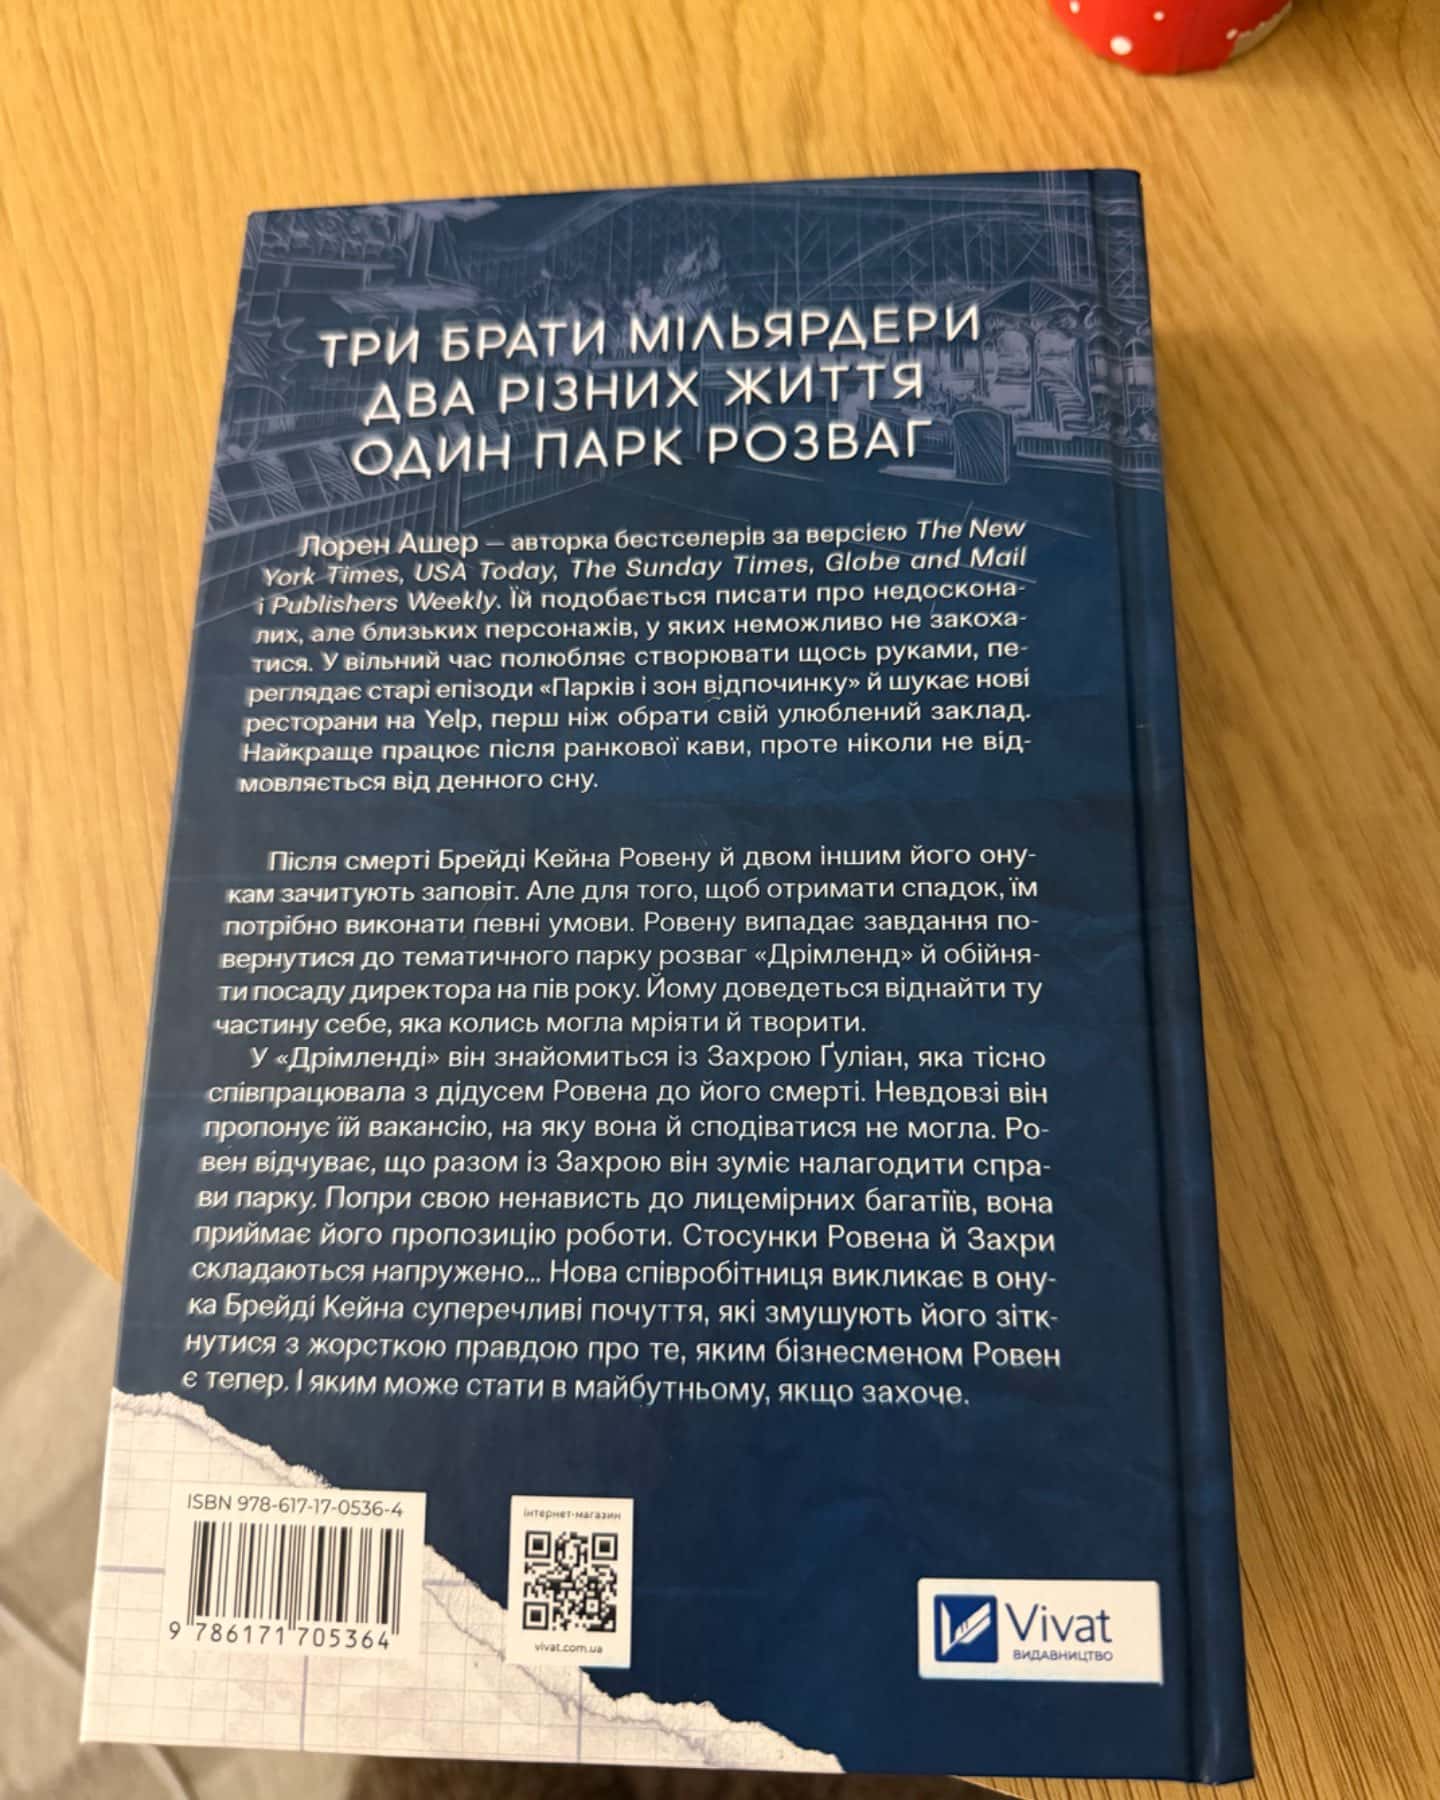 ТРИ БРАТИ МІЛЬЯРДЕРИ
ДВА РІЗНИХ ЖИТТЯ
ОДИН ПАРК РОЗВАГ
Лорен Ашер — авторка бестселерів за версією The New
York Times, USA Today, The Sunday Times, Globe and Mail
і Publishers Weekly. Їй подобається писати про недоскона-
лих, але близьких персонажів, у яких неможливо не закоха-
тися. У вільний час полюбляє створювати щось руками, пе-
реглядає старі епізоди «Парків і зон відпочинку» й шукає нові
ресторани на Yelp, перш ніж обрати свій улюблений заклад.
Найкраще працює після ранкової кави, проте ніколи не від-
мовляється від денного сну.
Після смерті Брейді Кейна Ровену й двом іншим його ону-
кам зачитують заповіт. Але для того, щоб отримати спадок, їм
потрібно виконати певні умови. Ровену випадає завдання по-
вернутися до тематичного парку розваг «Дрімленд» й обійня-
ти посаду директора на пів року. Йому доведеться віднайти ту
частину себе, яка колись могла мріяти й творити.
У «Дрімленді» він знайомиться із Захрою Ґуліан, яка тісно
співпрацювала з дідусем Ровена до його смерті. Невдовзі він
пропонує їй вакансію, на яку вона й сподіватися не могла. Ро-
вен відчуває, що разом із Захрою він зуміє налагодити спра-
ви парку. Попри свою ненависть до лицемірних багатіїв, вона
приймає його пропозицію роботи. Стосунки Ровена й Захри
складаються напружено... Нова співробітниця викликає в ону-
ка Брейді Кейна суперечливі почуття, які змушують його зітк-
нутися з жорсткою правдою про те, яким бізнесменом Ровен
є тепер. І яким може стати в майбутньому, якщо захоче.
ISBN 978-617-17-0536-4
9 786171 705364
інтернет-магазин
vivat.com.ua
Vivat
ВИДАВНИЦТВО